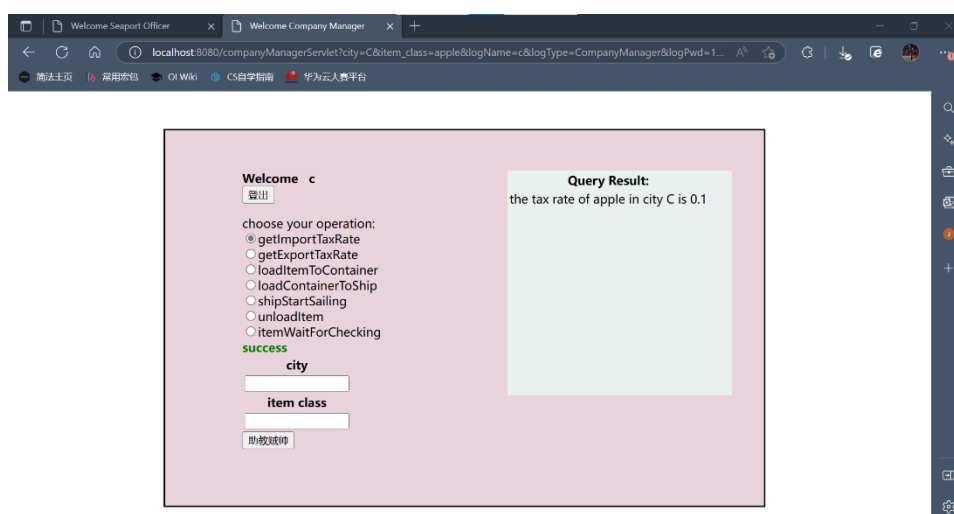 Welcome Seaport Officer
Welcome Company Manager
localhost:8080/companyManagerServlet?city=C&item_class=apple&logName=c&logType=CompanyManager&logPwd=1...
简法主页
常用宏包
OI Wiki
CS自学指南
华为云大赛平台
Welcome c
登出
choose your operation:
getImportTaxRate
getExportTaxRate
loadItemToContainer
loadContainerToShip
shipStartSailing
unloadItem
itemWaitForChecking
success
city
item class
助教贼帅
Query Result:
the tax rate of apple in city C is 0.1